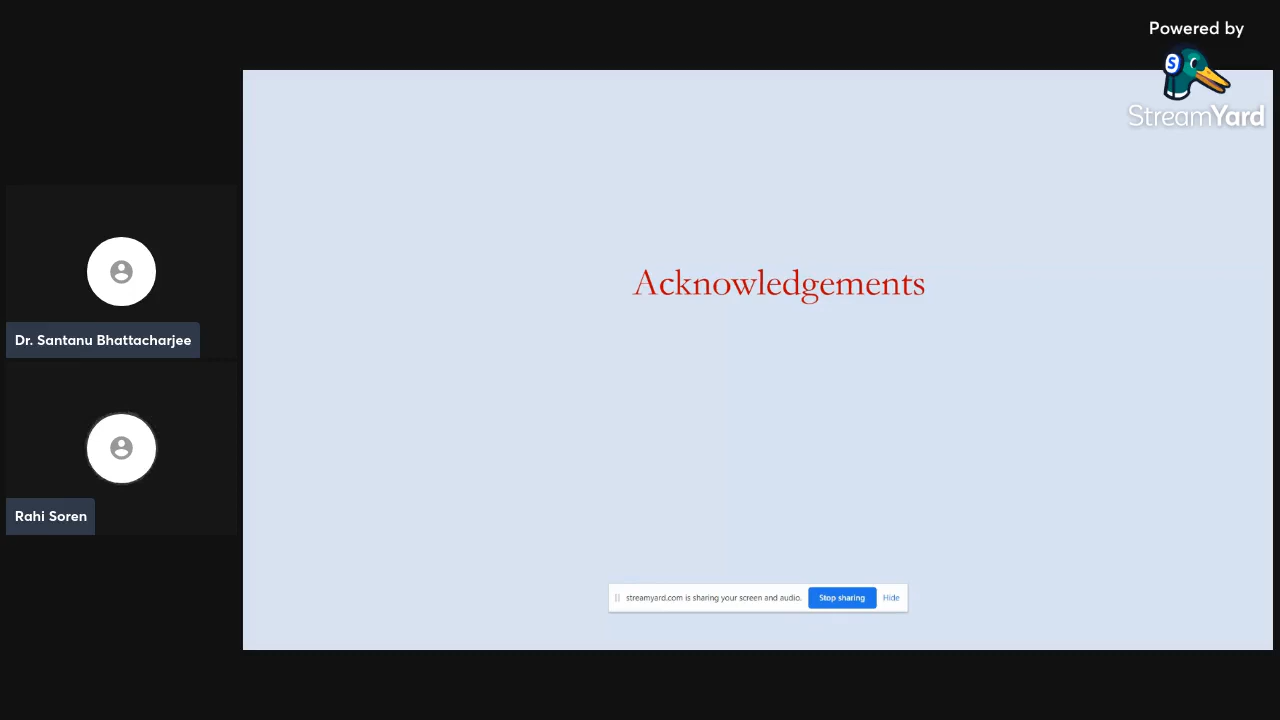 Powered by
S
StreamYard
Acknowledgements
Dr. Santanu Bhattacharjee
Rahi Soren
streamyard.com is sharing your screen and audio. Stop sharing Hide